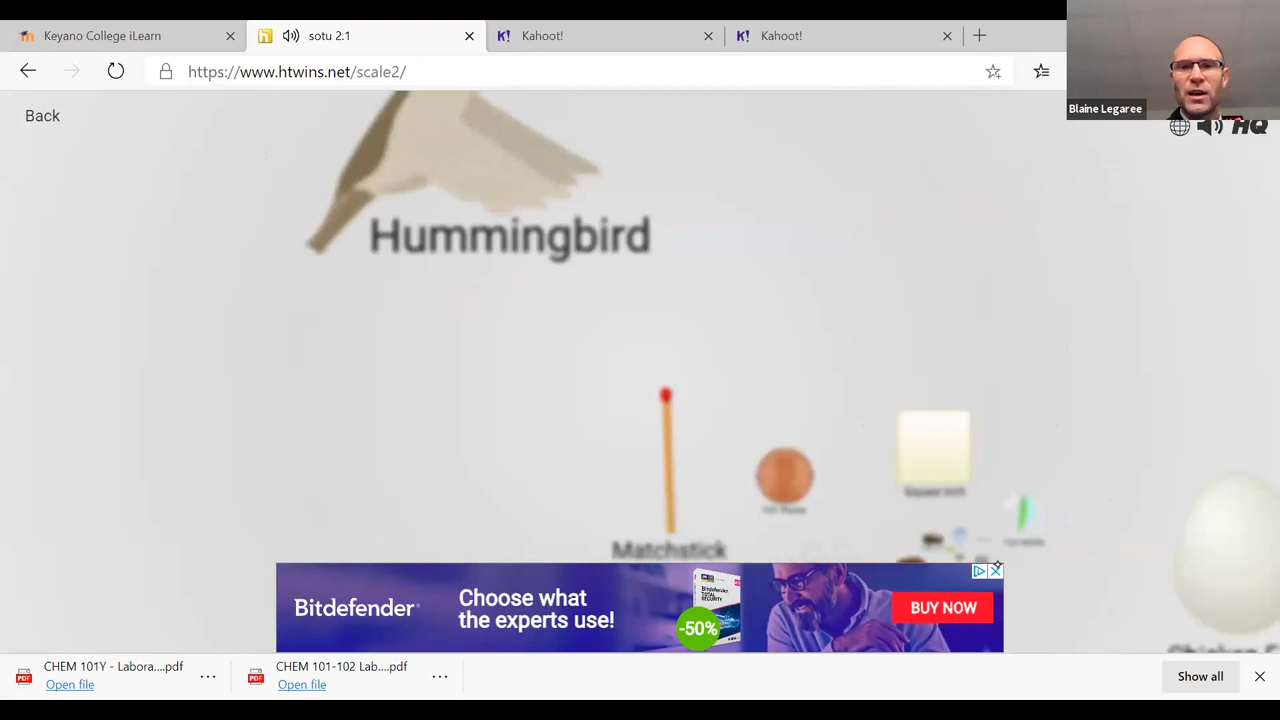 Keyano College iLearn
sotu 2.1
Kahoot!
Kahoot!
https://www.htwins.net/scale2/
Blaine Legaree
Back
HQ
Hummingbird
Matchstick
Square Inch
Bitdefender
Choose what
the experts use!
-50%
BUY NOW
CHEM 101Y - Labora....pdf
Open file
CHEM 101-102 Lab....pdf
Open file
Show all